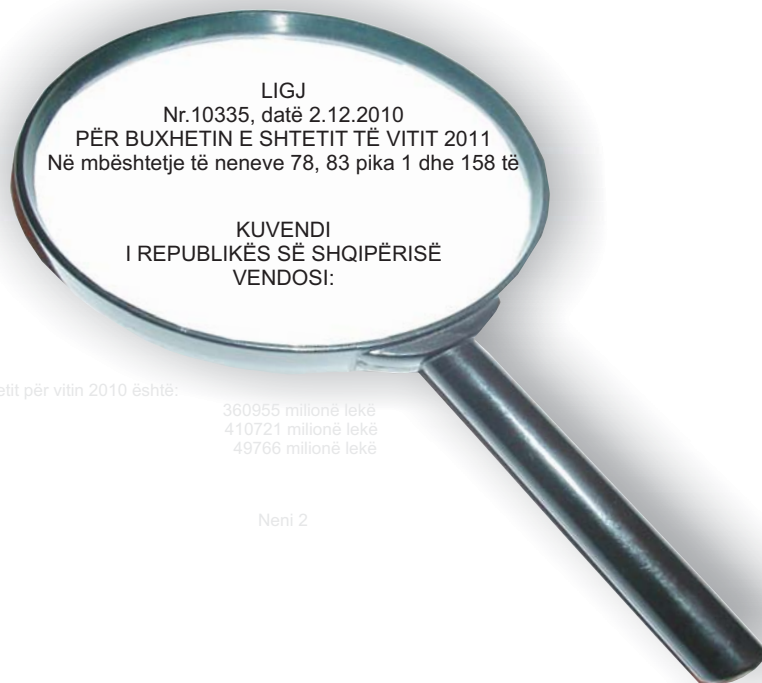 LIGJ
Nr.10335, datë 2.12.2010
PËR BUXHETIN E SHTETIT TË VITIT 2011
Në mbështetje të neneve 78, 83 pika 1 dhe 158 të
KUVENDI
I REPUBLIKËS SË SHQIPËRISË
VENDOSI:
etit për vitin 2010 është:
360955 milionë lekë
410721 milionë lekë
49766 milionë lekë
Neni 2